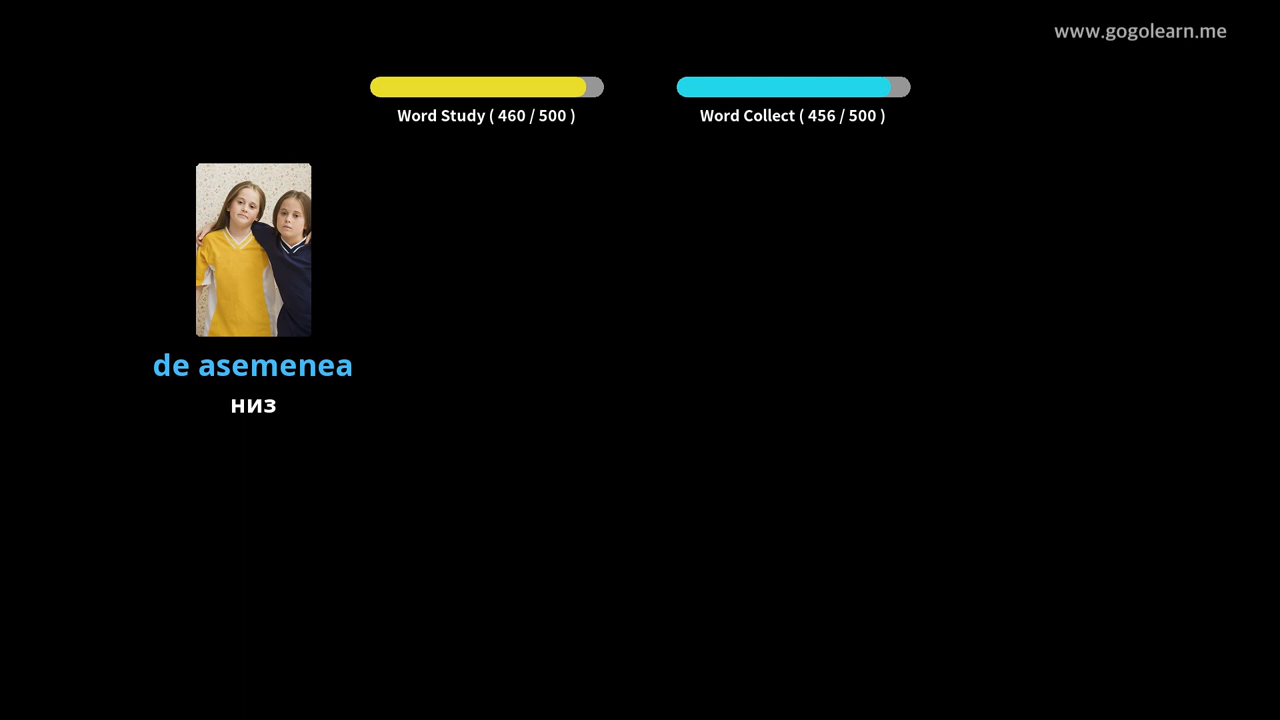 www.gogolearn.me
Word Study ( 460 / 500 )
Word Collect ( 456 / 500 )
de asemenea
низ